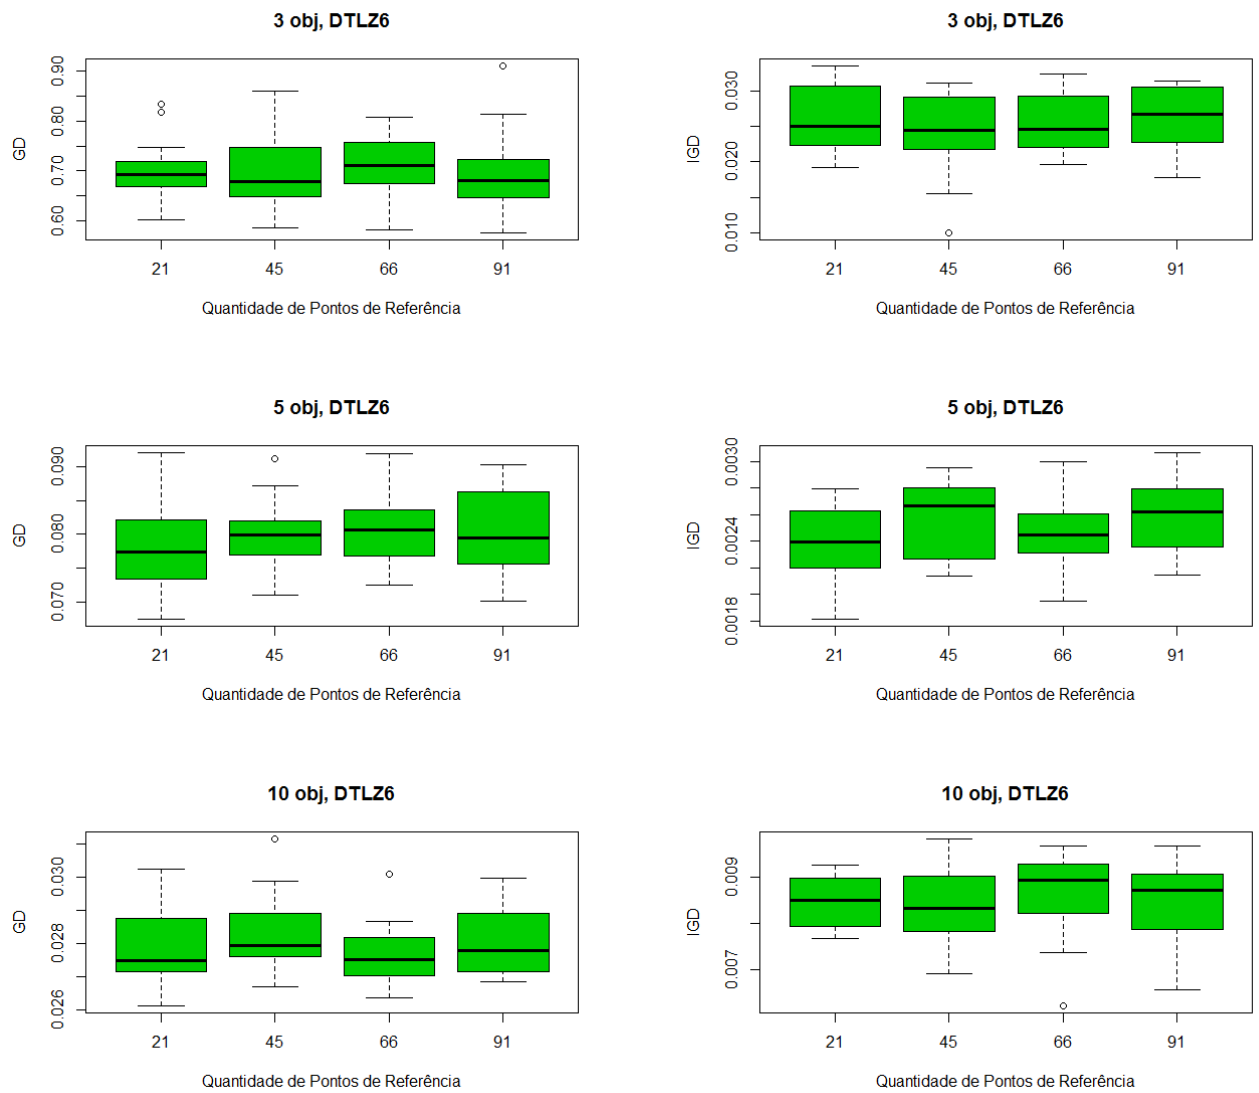 3 obj, DTLZ6
GD
0.60 0.70 0.80 0.90
21 45 66 91
Quantidade de Pontos de Referência
3 obj, DTLZ6
IGD
0.010 0.020 0.030
21 45 66 91
Quantidade de Pontos de Referência
5 obj, DTLZ6
GD
0.070 0.080 0.090
21 45 66 91
Quantidade de Pontos de Referência
5 obj, DTLZ6
IGD
0.0018 0.0024 0.0030
21 45 66 91
Quantidade de Pontos de Referência
10 obj, DTLZ6
GD
0.026 0.028 0.030
21 45 66 91
Quantidade de Pontos de Referência
10 obj, DTLZ6
IGD
0.007 0.009
21 45 66 91
Quantidade de Pontos de Referência